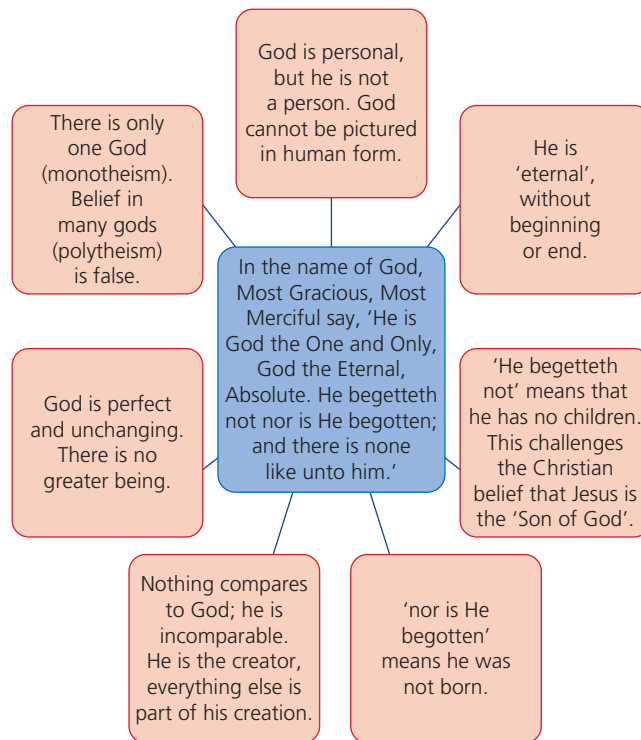 God is personal,
but he is not
a person. God
cannot be pictured
in human form.
There is only
one God
(monotheism).
Belief in
many gods
(polytheism)
is false.
He is
‘eternal’,
without
beginning
or end.
In the name of God,
Most Gracious, Most
Merciful say, ‘He is
God the One and Only,
God the Eternal,
Absolute. He begetteth
not nor is He begotten;
and there is none
like unto him.’
God is perfect
and unchanging.
There is no
greater being.
‘He begetteth
not’ means that
he has no children.
This challenges
the Christian
belief that Jesus is
the ‘Son of God’.
Nothing compares
to God; he is
incomparable.
He is the creator,
everything else is
part of his creation.
‘nor is He
begotten’
means he was
not born.